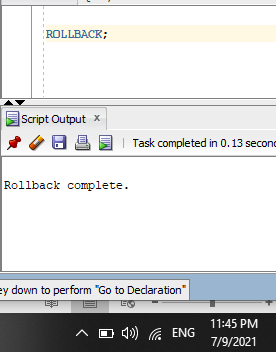 ROLLBACK;
Script Output x
Task completed in 0.13 second
Rollback complete.
ey down to perform "Go to Declaration"
ENG
11:45 PM
7/9/2021